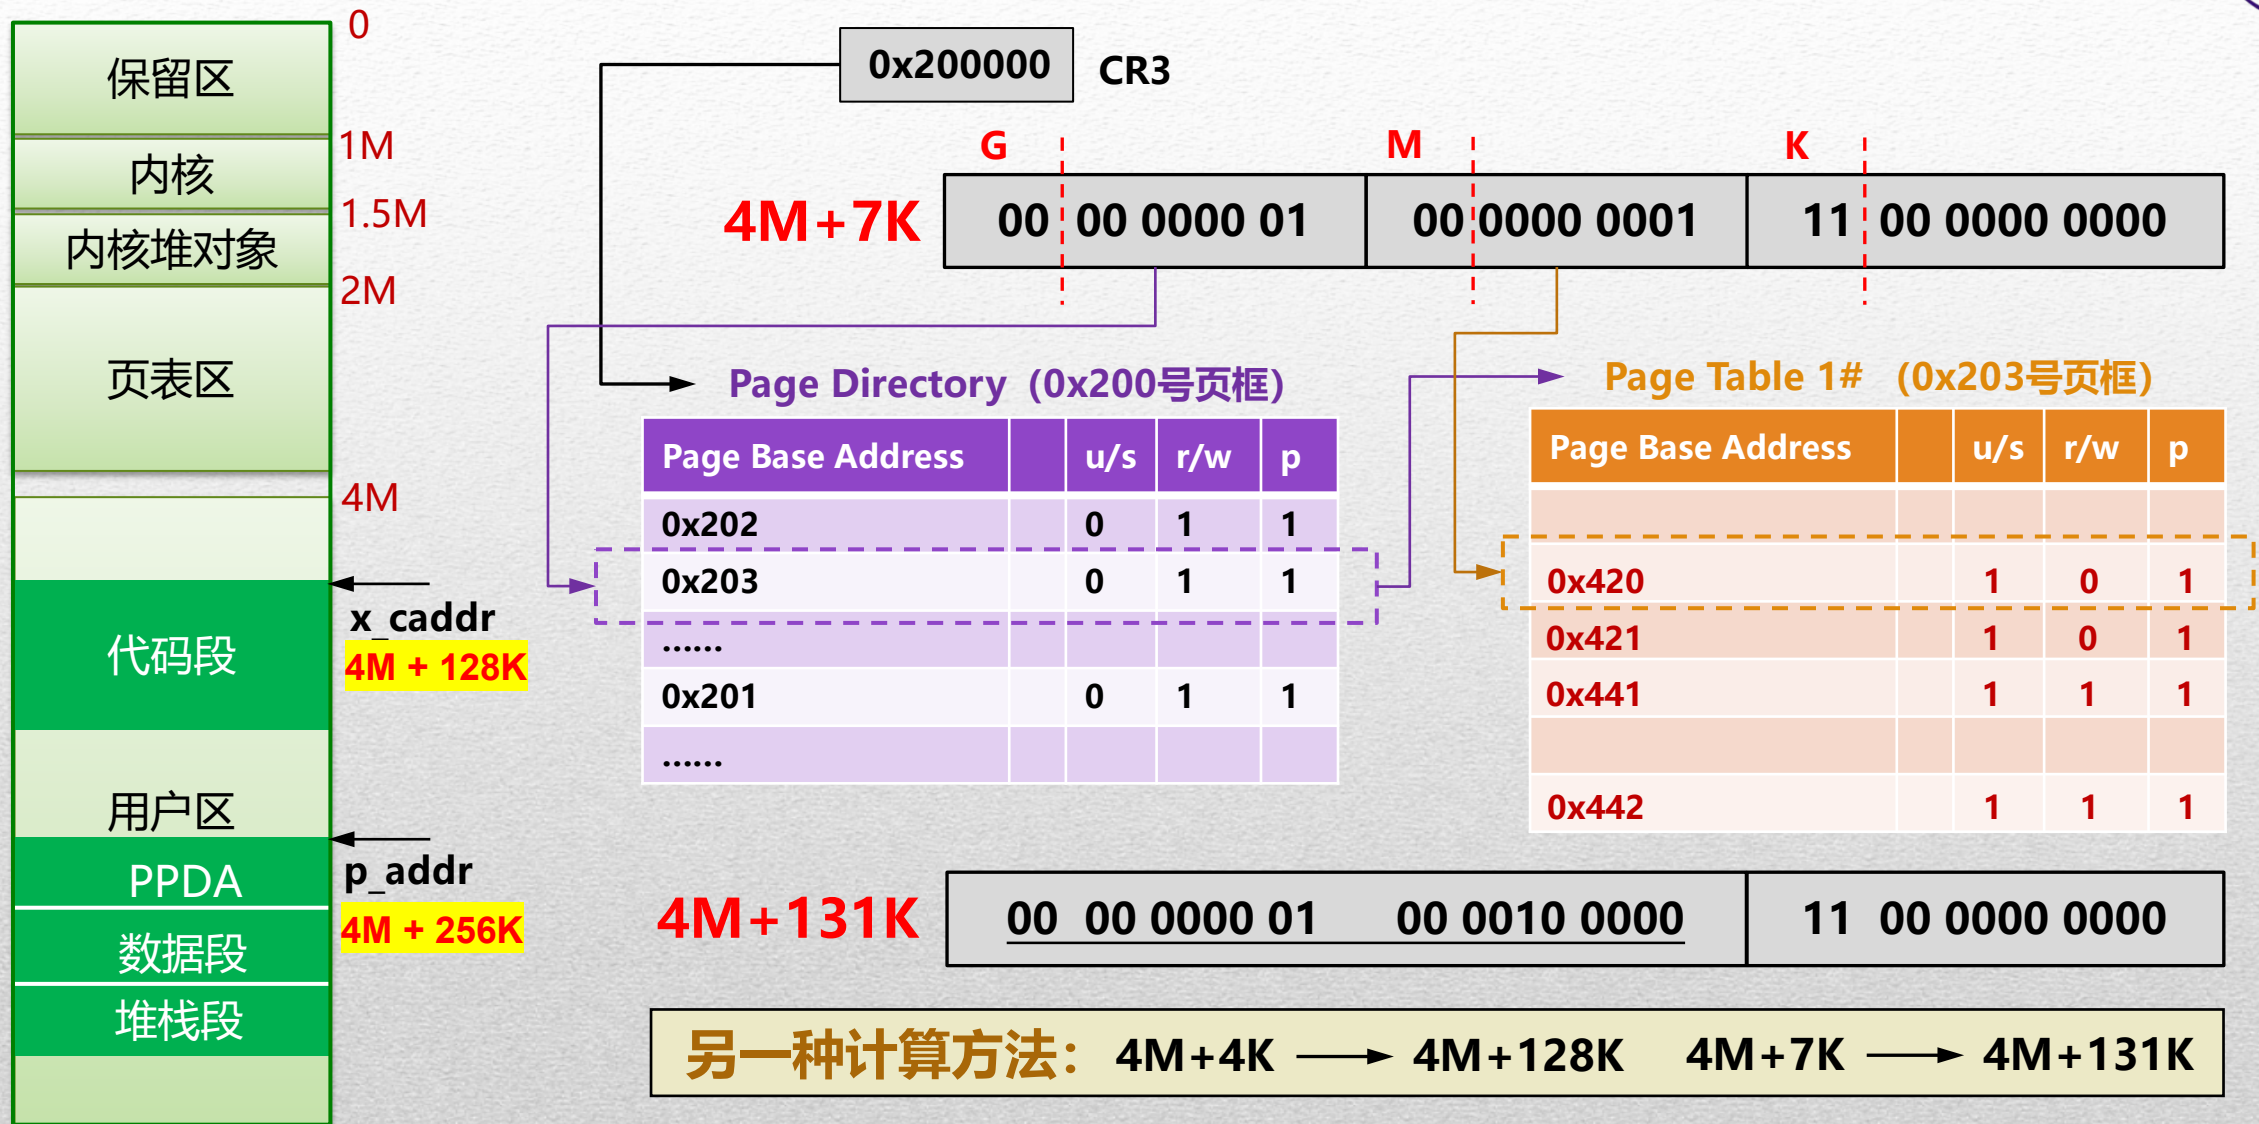 0
保留区
1M
内核
1.5M
内核堆对象
2M
页表区
4M
x_caddr
代码段
4M + 128K
用户区
p_addr
PPDA
4M + 256K
数据段
堆栈段
0x200000 CR3
G M K
4M+7K 00 00 0000 01 00 0000 0001 11 00 0000 0000
Page Directory (0x200号页框)
Page Base Address u/s r/w p
0x202 0 1 1
0x203 0 1 1
......
0x201 0 1 1
......
Page Table 1# (0x203号页框)
Page Base Address u/s r/w p
0x420 1 0 1
0x421 1 0 1
0x441 1 1 1
0x442 1 1 1
4M+131K 00 00 0000 01 00 0010 0000 11 00 0000 0000
另一种计算方法： 4M+4K 4M+128K 4M+7K 4M+131K